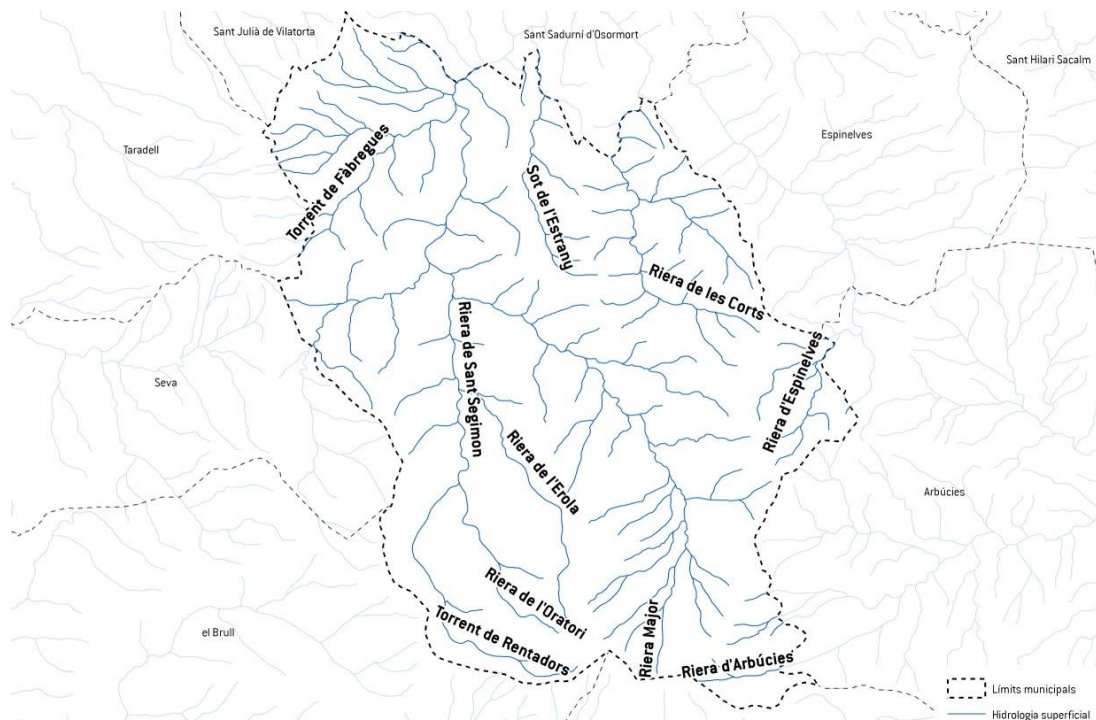 Sant Julià de Vilatorta
Sant Sadurní d'Osormort
Sant Hilari Sacalm
Taradell
Espinelves
Torrent de Fàbregues
Sot de l'Estrany
Riera de les Corts
Riera de Sant Segimon
Riera d'Espinelves
Seva
Riera de l'Erola
Arbúcies
Riera de l'Oratori
el Brull
Torrent de Rentadors
Riera Major
Riera d'Arbúcies
Límits municipals
Hidrologia superficial